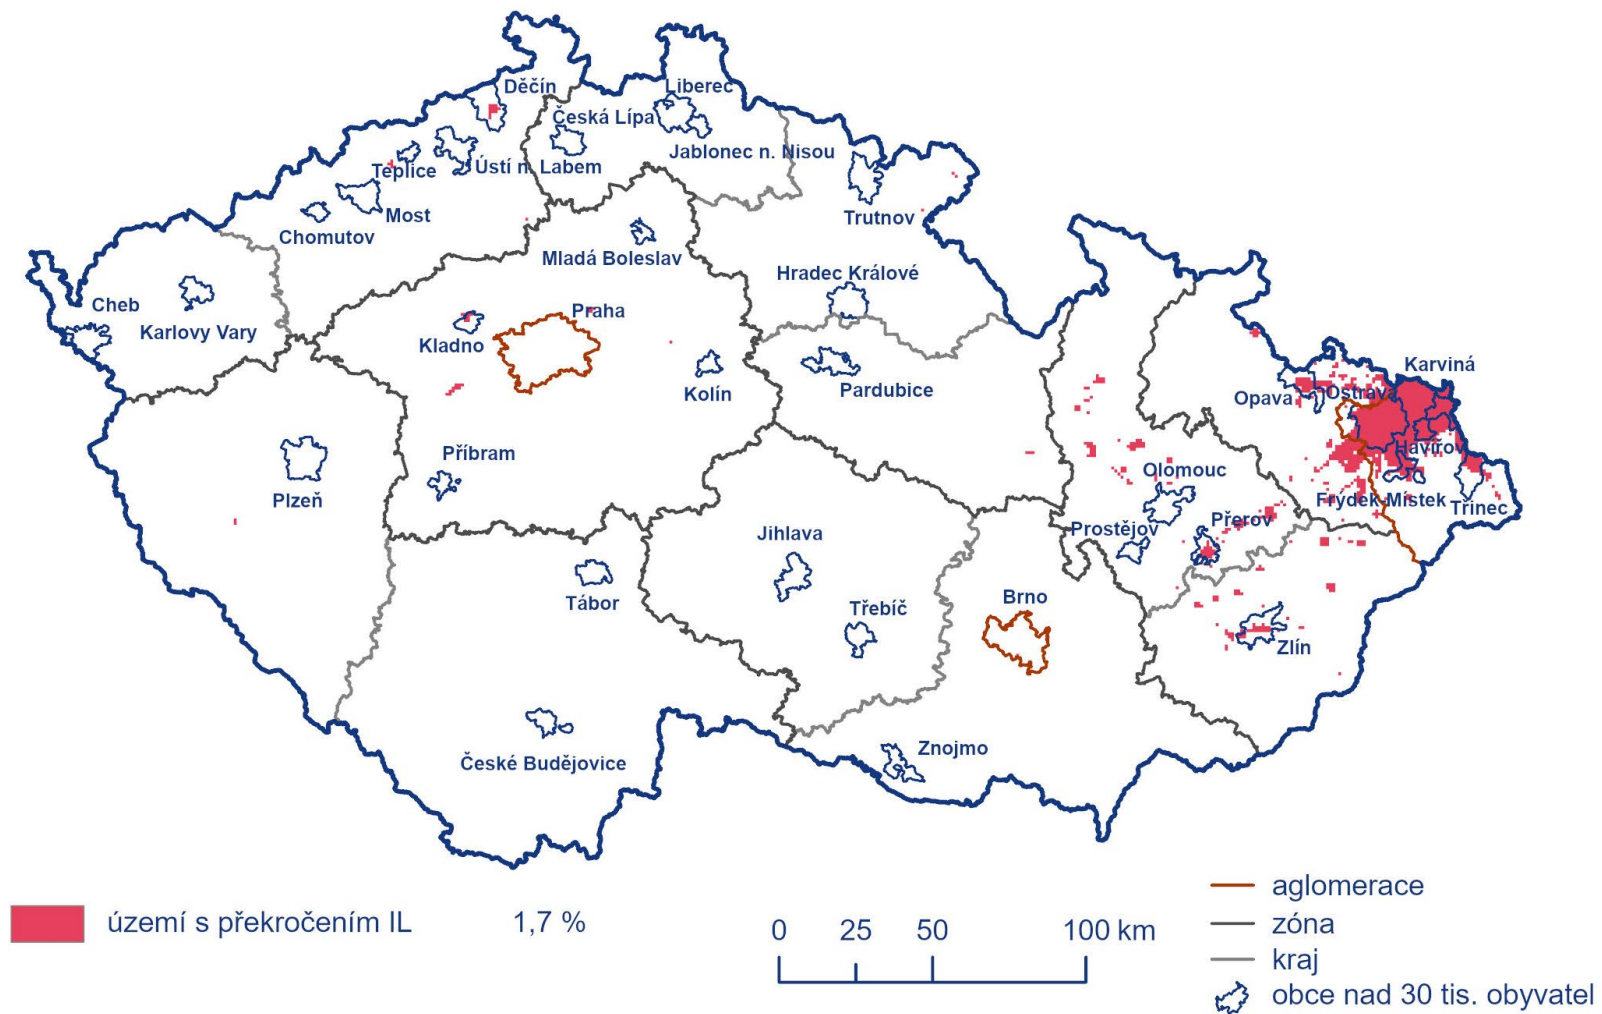 Děčín
Liberec
Česká Lípa
Jablonec n. Nisou
Teplice
Ústí n. Labem
Most
Chomutov
Trutnov
Mladá Boleslav
Hradec Králové
Cheb
Karlovy Vary
Praha
Kladno
Kolín
Pardubice
Karviná
Opava
Ostrava
Havířov
Příbram
Plzeň
Olomouc
Frýdek-Místek
Třinec
Prostějov
Přerov
Jihlava
Tábor
Třebíč
Brno
Zlín
České Budějovice
Znojmo
území s překročením IL 1,7 %
0 25 50 100 km
aglomerace
zóna
kraj
obce nad 30 tis. obyvatel